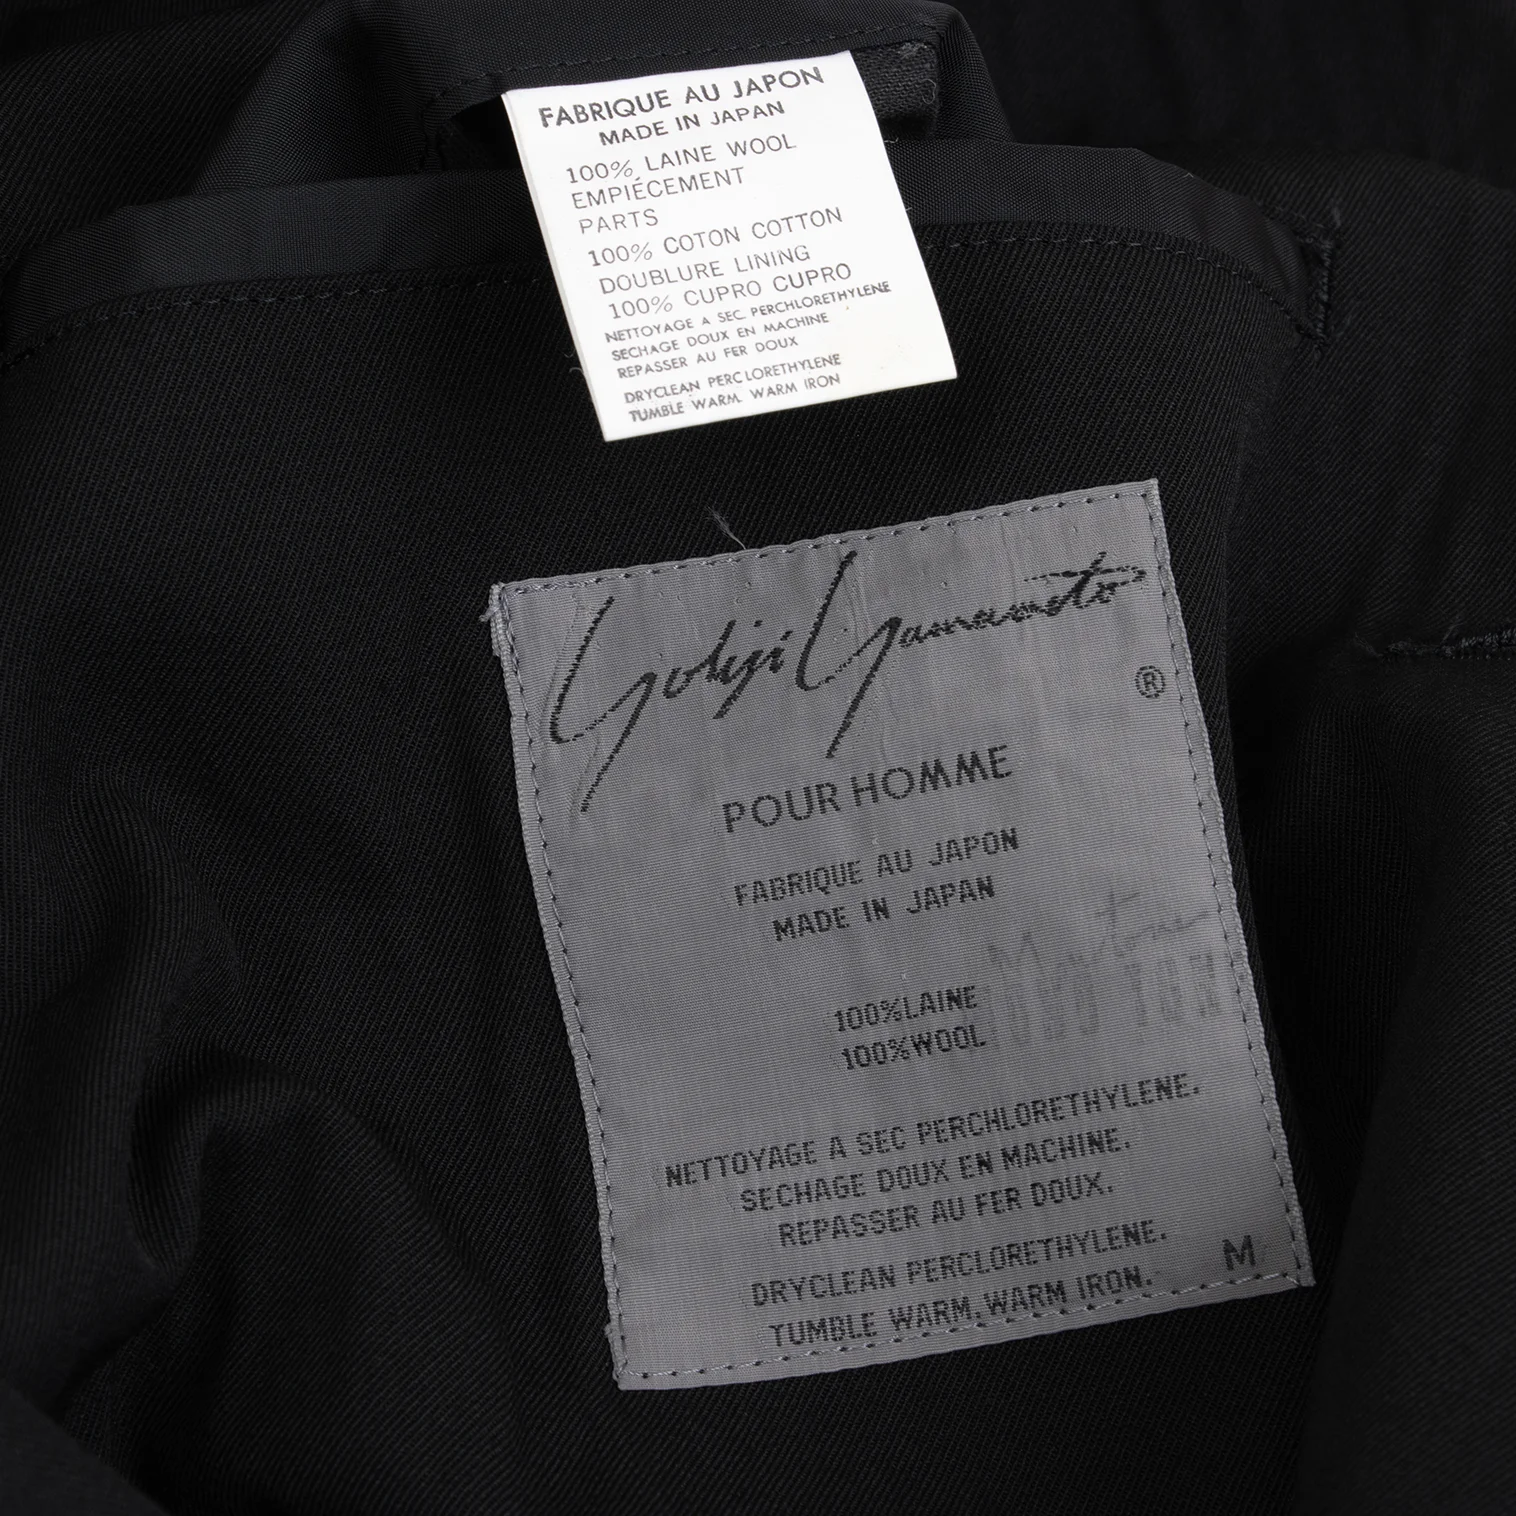 FABRIQUE AU JAPON
MADE IN JAPAN
100% LAINE WOOL
EMPIÉCEMENT
PARTS
100% COTON COTTON
DOUBLURE LINING
100% CUPRO CUPRO
NETTOYAGE A SEC PERCHLORETHYLENE
SECHAGE DOUX EN MACHINE
REPASSER AU FER DOUX
DRYCLEAN PERCLORETHYLENE
TUMBLE WARM. WARM IRON
Yohji Yamamoto
®
POUR HOMME
FABRIQUE AU JAPON
MADE IN JAPAN
100%LAINE
100%WOOL
NETTOYAGE A SEC PERCHLORETHYLENE.
SECHAGE DOUX EN MACHINE.
REPASSER AU FER DOUX.
DRYCLEAN PERCLORETHYLENE.
TUMBLE WARM. WARM IRON.
M